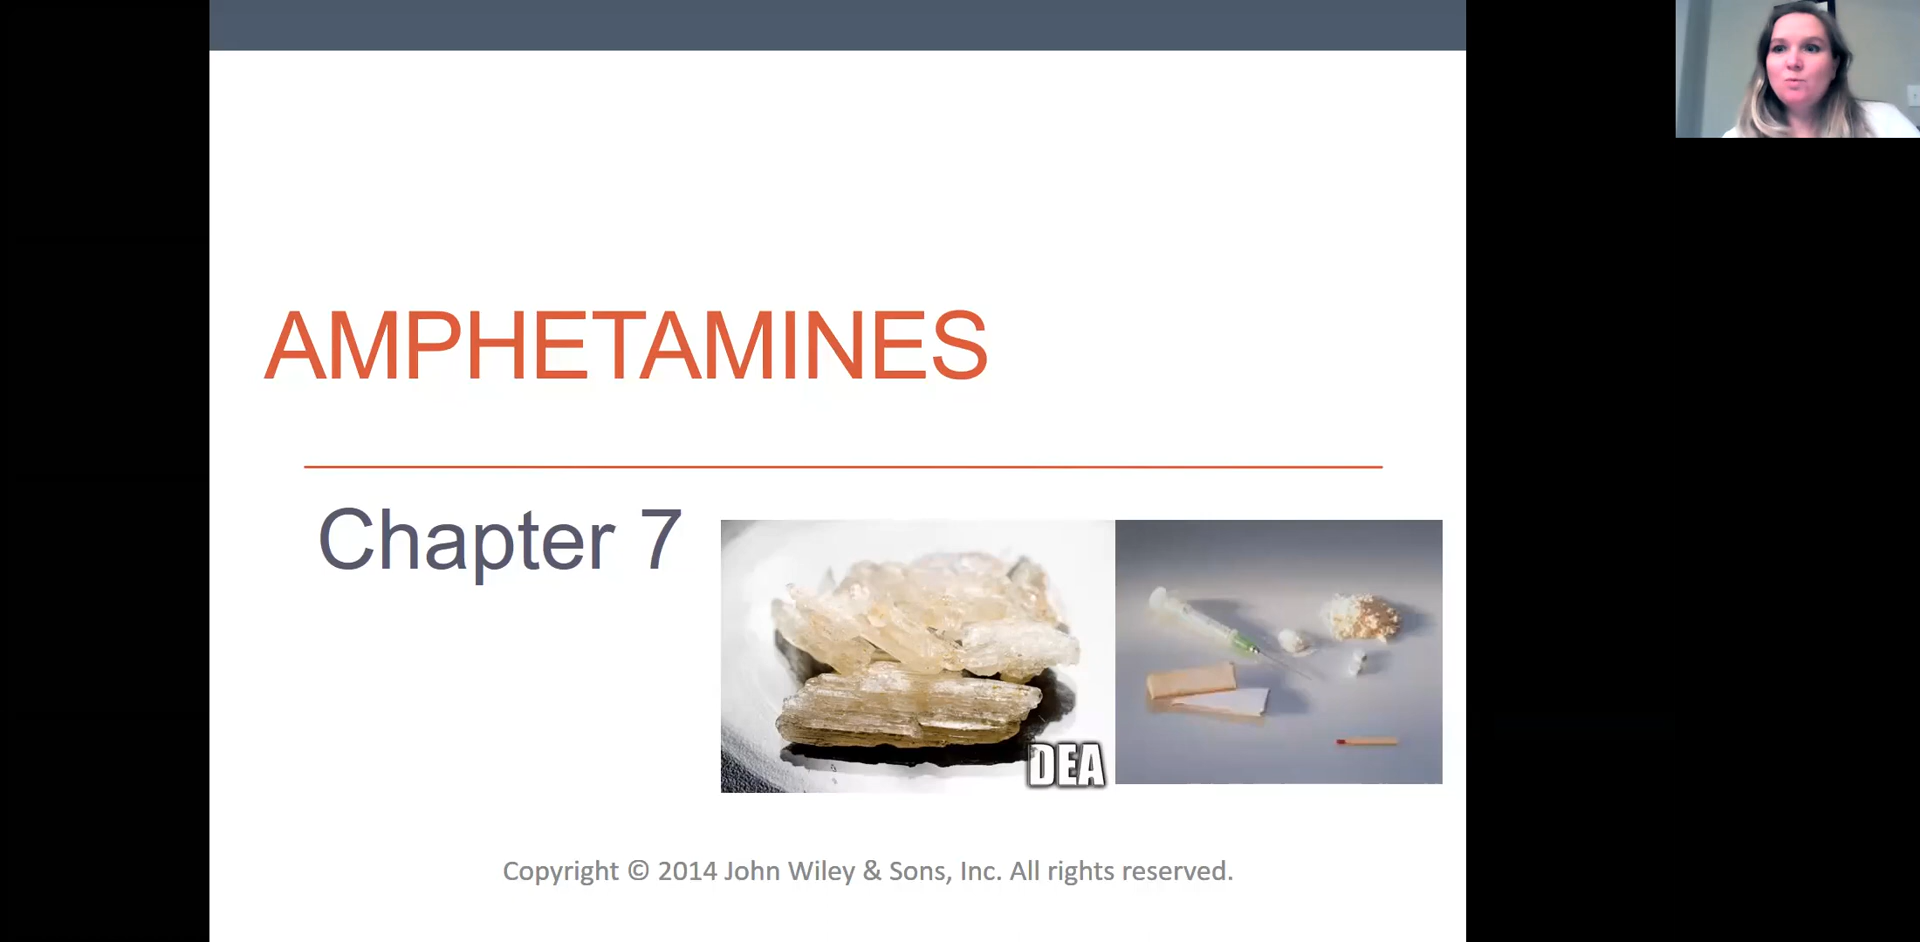 AMPHETAMINES
Chapter 7
DEA
Copyright © 2014 John Wiley & Sons, Inc. All rights reserved.